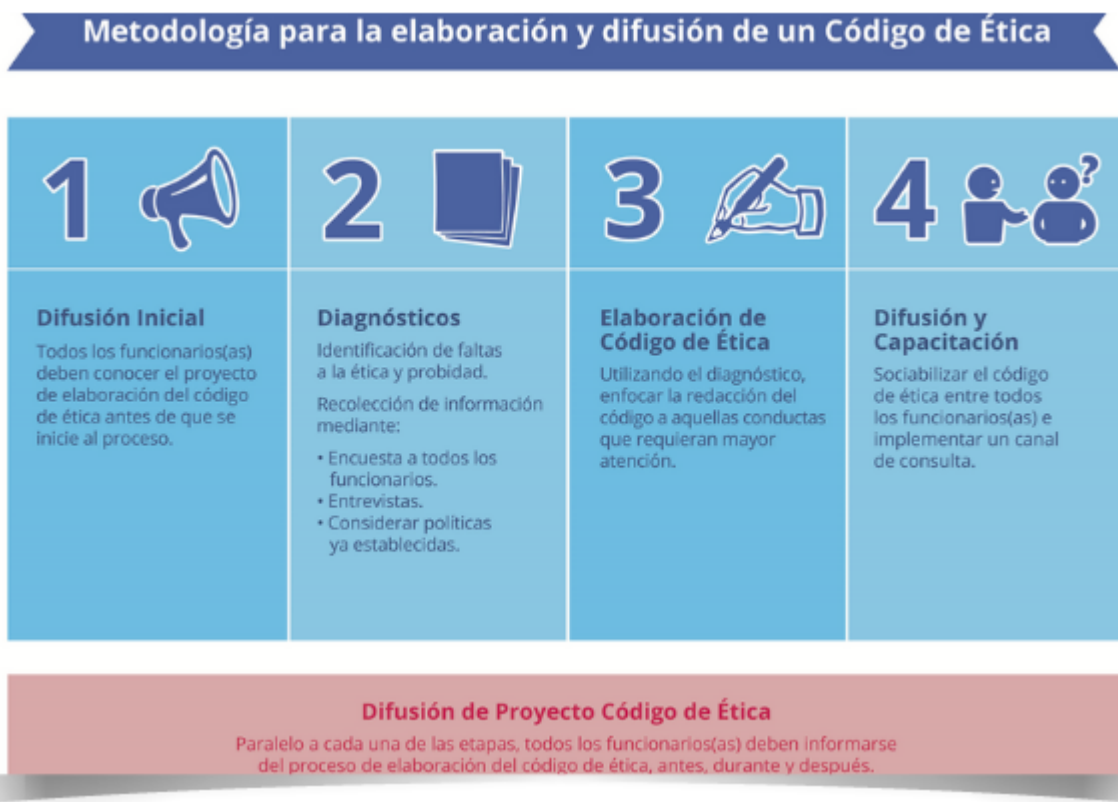 Metodología para la elaboración y difusión de un Código de Ética
1
Difusión Inicial
Todos los funcionarios(as)
deben conocer el proyecto
de elaboración del código
de ética antes de que se
inicie al proceso.
2
Diagnósticos
Identificación de faltas
a la ética y probidad.
Recolección de información
mediante:
• Encuesta a todos los
funcionarios.
• Entrevistas.
• Considerar políticas
ya establecidas.
3
Elaboración de
Código de Ética
Utilizando el diagnóstico,
enfocar la redacción del
código a aquellas conductas
que requieran mayor
atención.
4
?
Difusión y
Capacitación
Sociabilizar el código
de ética entre todos
los funcionarios(as) e
implementar un canal
de consulta.
Difusión de Proyecto Código de Ética
Paralelo a cada una de las etapas, todos los funcionarios(as) deben informarse
del proceso de elaboración del código de ética, antes, durante y después.